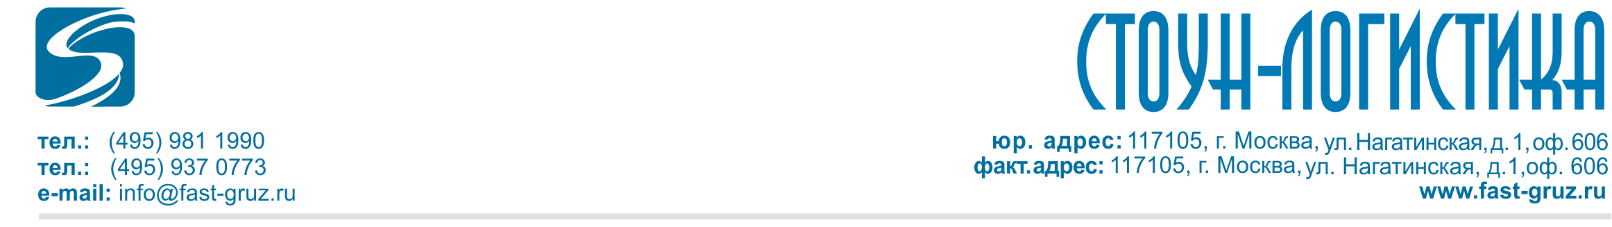 СТОУН-ЛОГИСТИКА
тел.: (495) 981 1990
тел.: (495) 937 0773
e-mail: info@fast-gruz.ru
юр. адрес: 117105, г. Москва, ул. Нагатинская, д. 1, оф. 606
факт.адрес: 117105, г. Москва, ул. Нагатинская, д.1,оф. 606
www.fast-gruz.ru